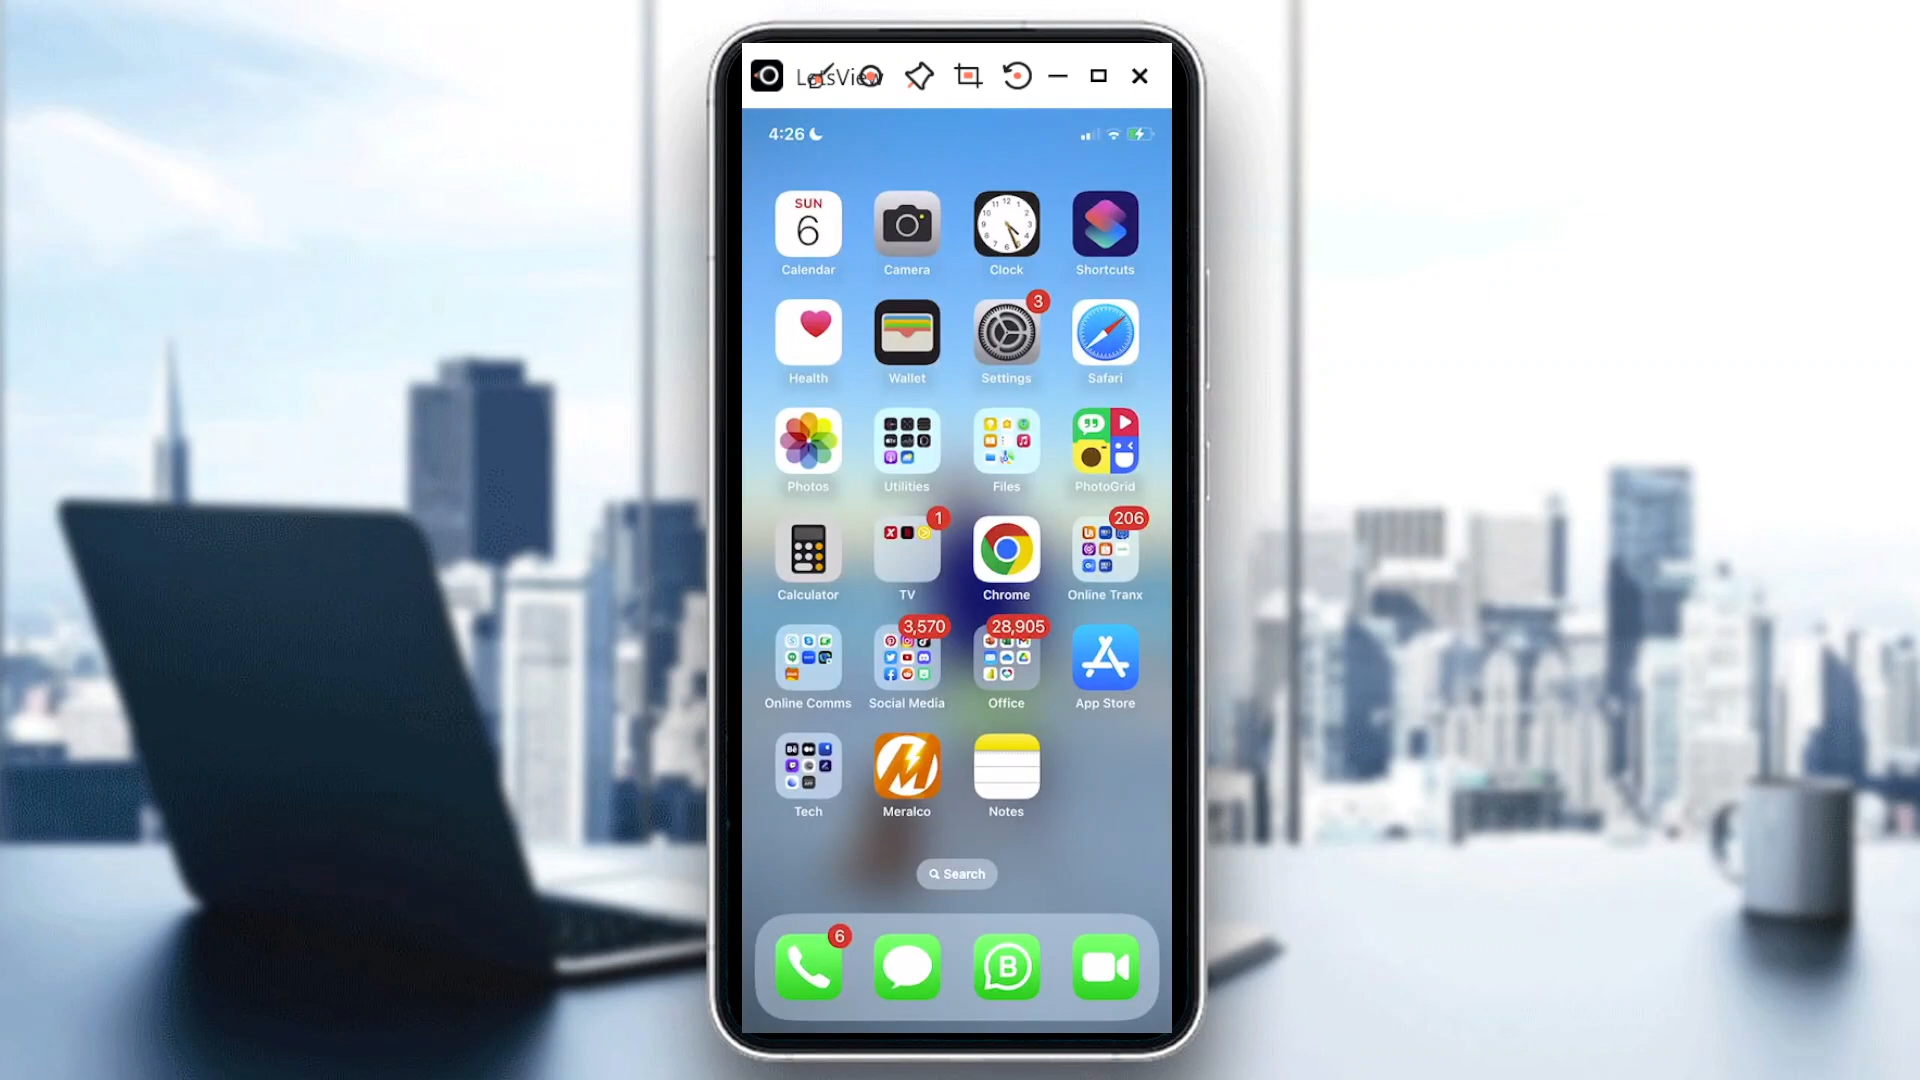 LetsView
4:26
SUN
6
Calendar
Camera
Clock
Shortcuts
3
Health
Wallet
Settings
Safari
Photos
Utilities
Files
PhotoGrid
1
206
Calculator
TV
Chrome
Online Tranx
3,570
28,905
Online Comms
Social Media
Office
App Store
Tech
Meralco
Notes
Search
6
B